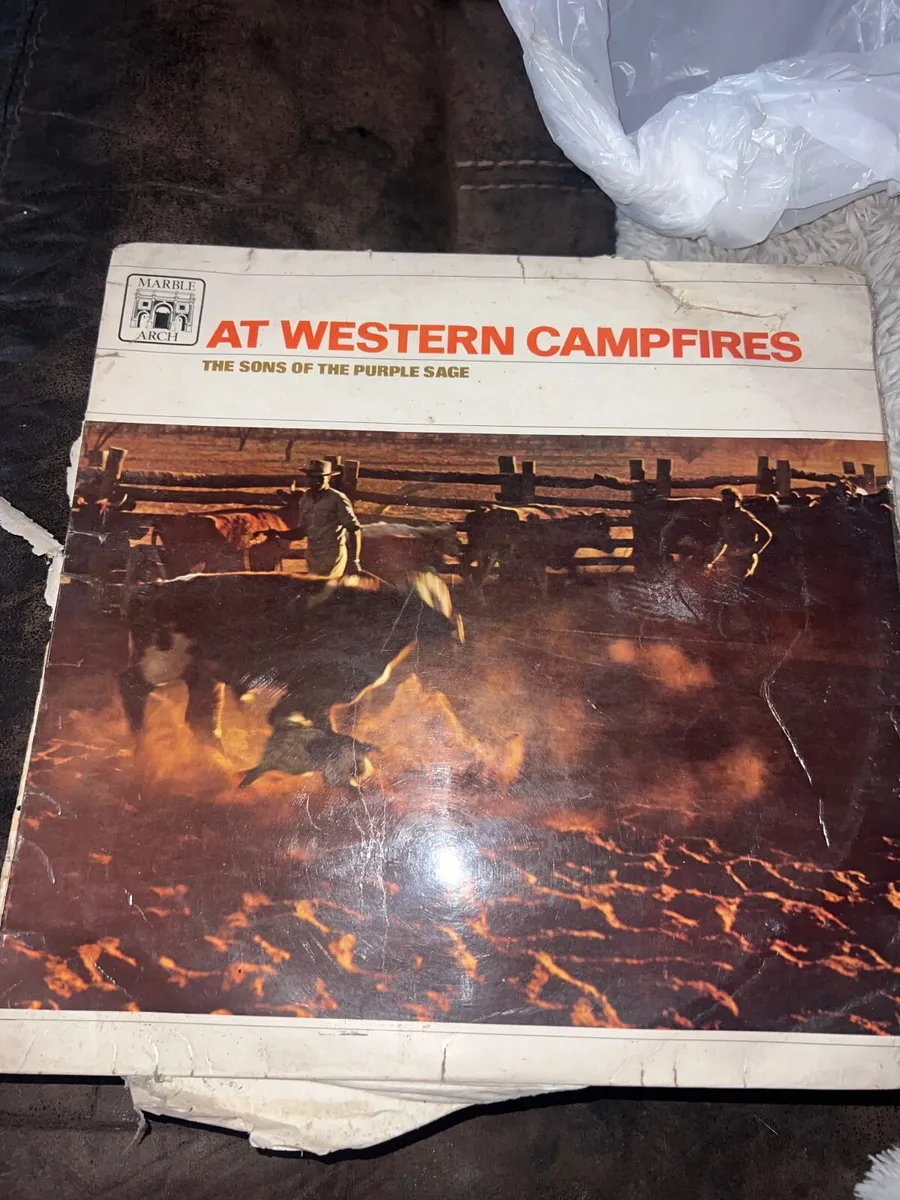 MARBLE
ARCH
AT WESTERN CAMPFIRES
THE SONS OF THE PURPLE SAGE